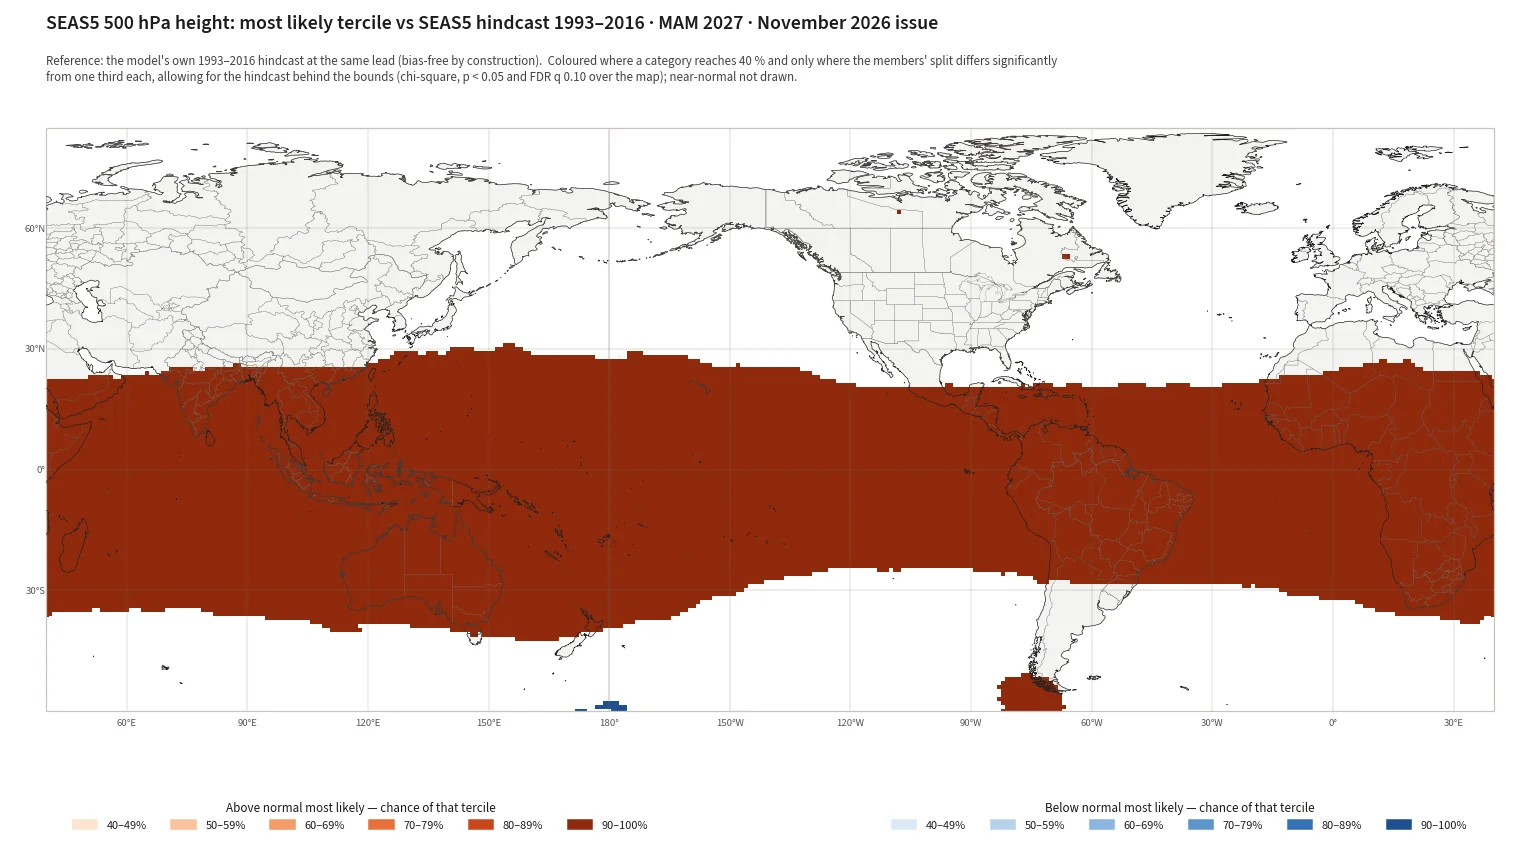 SEAS5 500 hPa height: most likely tercile vs SEAS5 hindcast 1993–2016 · MAM 2027 · November 2026 issue
Reference: the model's own 1993–2016 hindcast at the same lead (bias-free by construction).  Coloured where a category reaches 40 % and only where the members' split differs significantly
from one third each, allowing for the hindcast behind the bounds (chi-square, p < 0.05 and FDR q 0.10 over the map); near-normal not drawn.
60°N
30°N
0°
30°S
60°E 90°E 120°E 150°E 180° 150°W 120°W 90°W 60°W 30°W 0° 30°E
Above normal most likely — chance of that tercile
40–49% 50–59% 60–69% 70–79% 80–89% 90–100%
Below normal most likely — chance of that tercile
40–49% 50–59% 60–69% 70–79% 80–89% 90–100%